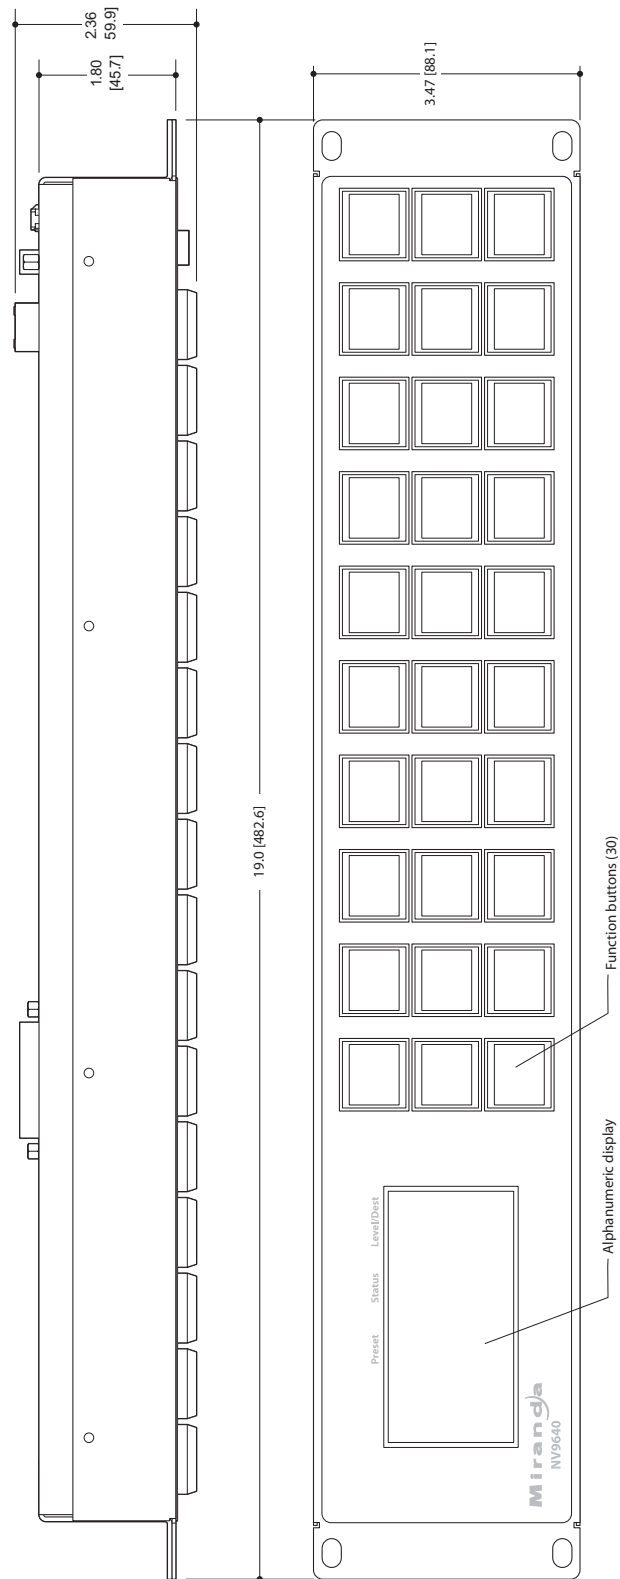 2.36
59.9
1.80
[45.7]
19.0 [482.6]
3.47 [88.1]
Preset Status Level/Dest
Miranda
NV9640
Alphanumeric display
Function buttons (30)